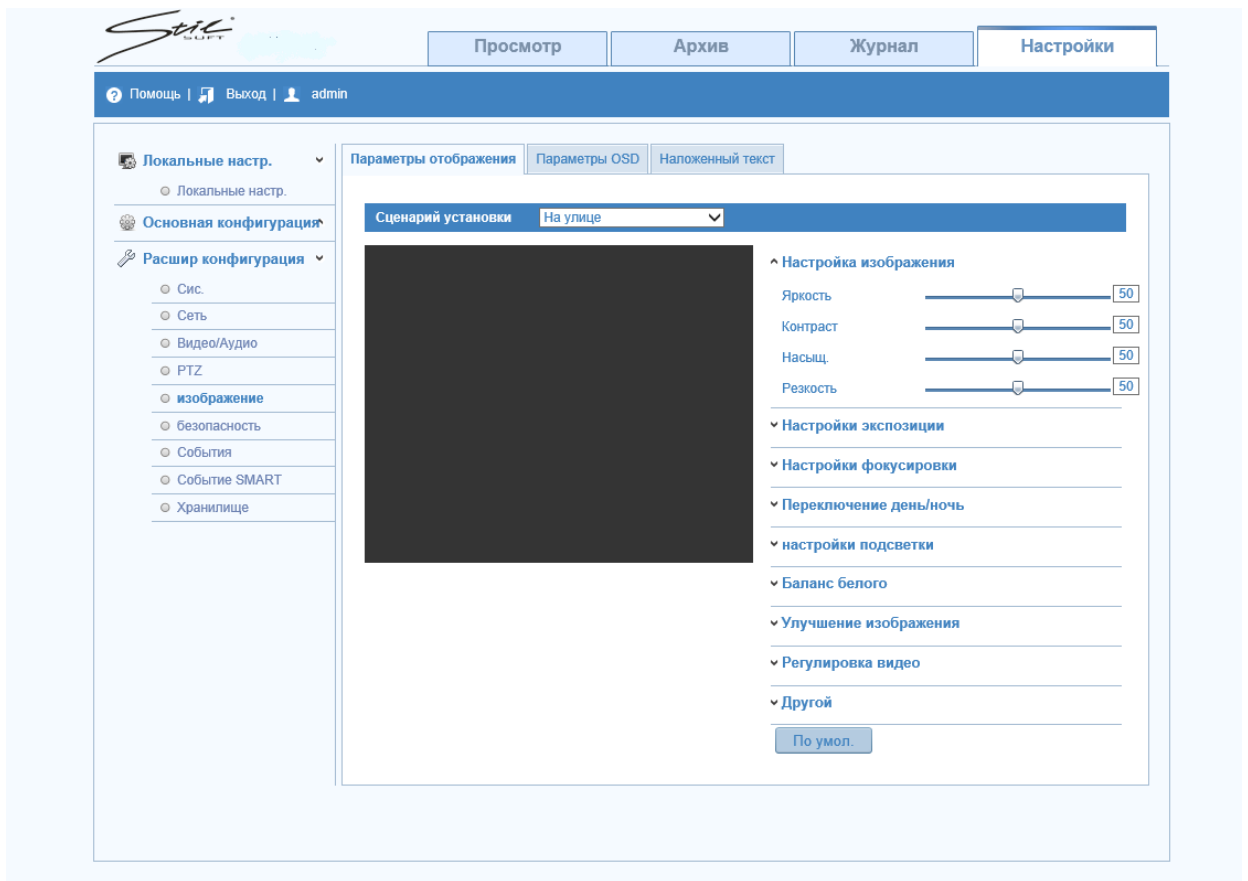 Stil
SUFT
Просмотр
Архив
Журнал
Настройки
Помощь | Выход | admin
Локальные настр.
Локальные настр.
Основная конфигурация
Расшир конфигурация
Сис.
Сеть
Видео/Аудио
PTZ
изображение
безопасность
События
Событие SMART
Хранилище
Параметры отображения
Параметры OSD
Наложенный текст
Сценарий установки
На улице
Настройка изображения
Яркость 50
Контраст 50
Насыщ. 50
Резкость 50
Настройки экспозиции
Настройки фокусировки
Переключение день/ночь
настройки подсветки
Баланс белого
Улучшение изображения
Регулировка видео
Другой
По умол.